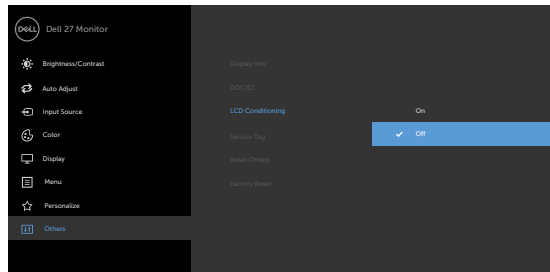 DELL
Dell 27 Monitor
Brightness/Contrast
Auto Adjust
Input Source
Color
Display
Menu
Personalize
Others
Display Info
DDC/CI
LCD Conditioning
Service Tag
Reset Others
Factory Reset
On
Off